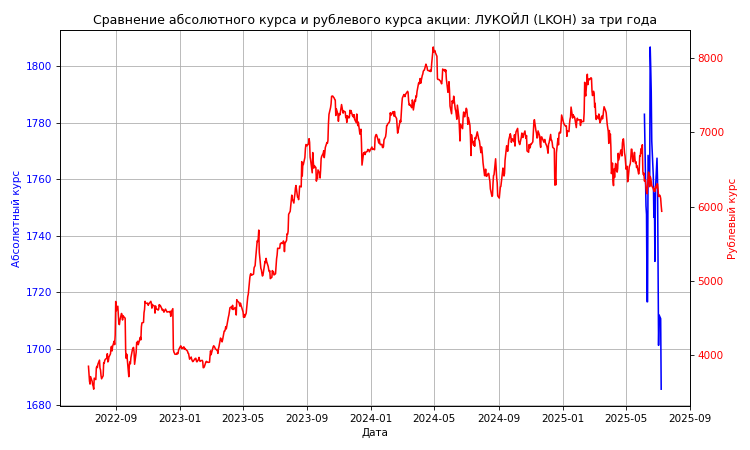 Сравнение абсолютного курса и рублевого курса акции: ЛУКОЙЛ (LKOH) за три года
Абсолютный курс
1800
1780
1760
1740
1720
1700
1680
8000
7000
6000
5000
4000
Рублевый курс
2022-09 2023-01 2023-05 2023-09 2024-01 2024-05 2024-09 2025-01 2025-05 2025-09
Дата